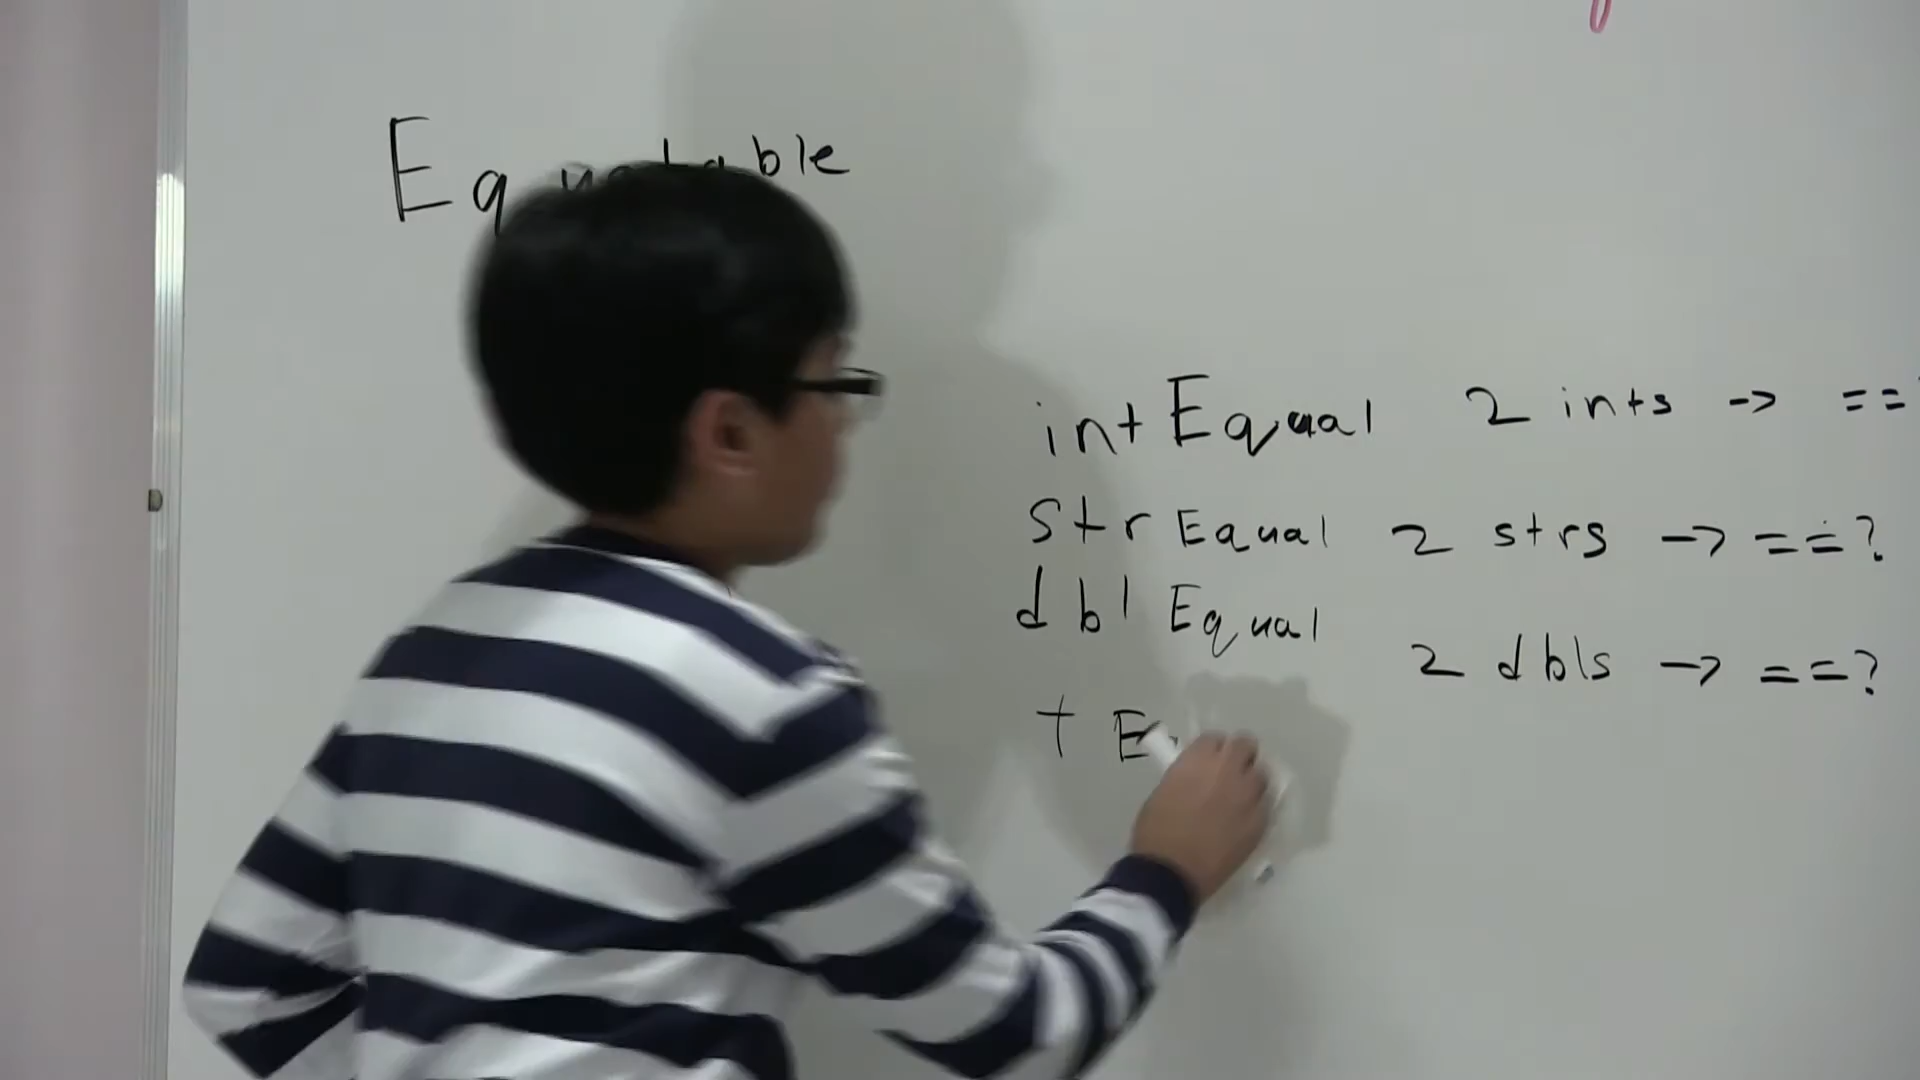 Equatable
intEqual 2 ints -> ==
strEqual 2 strs -> ==?
dblEqual 2 dbls -> ==?
T E